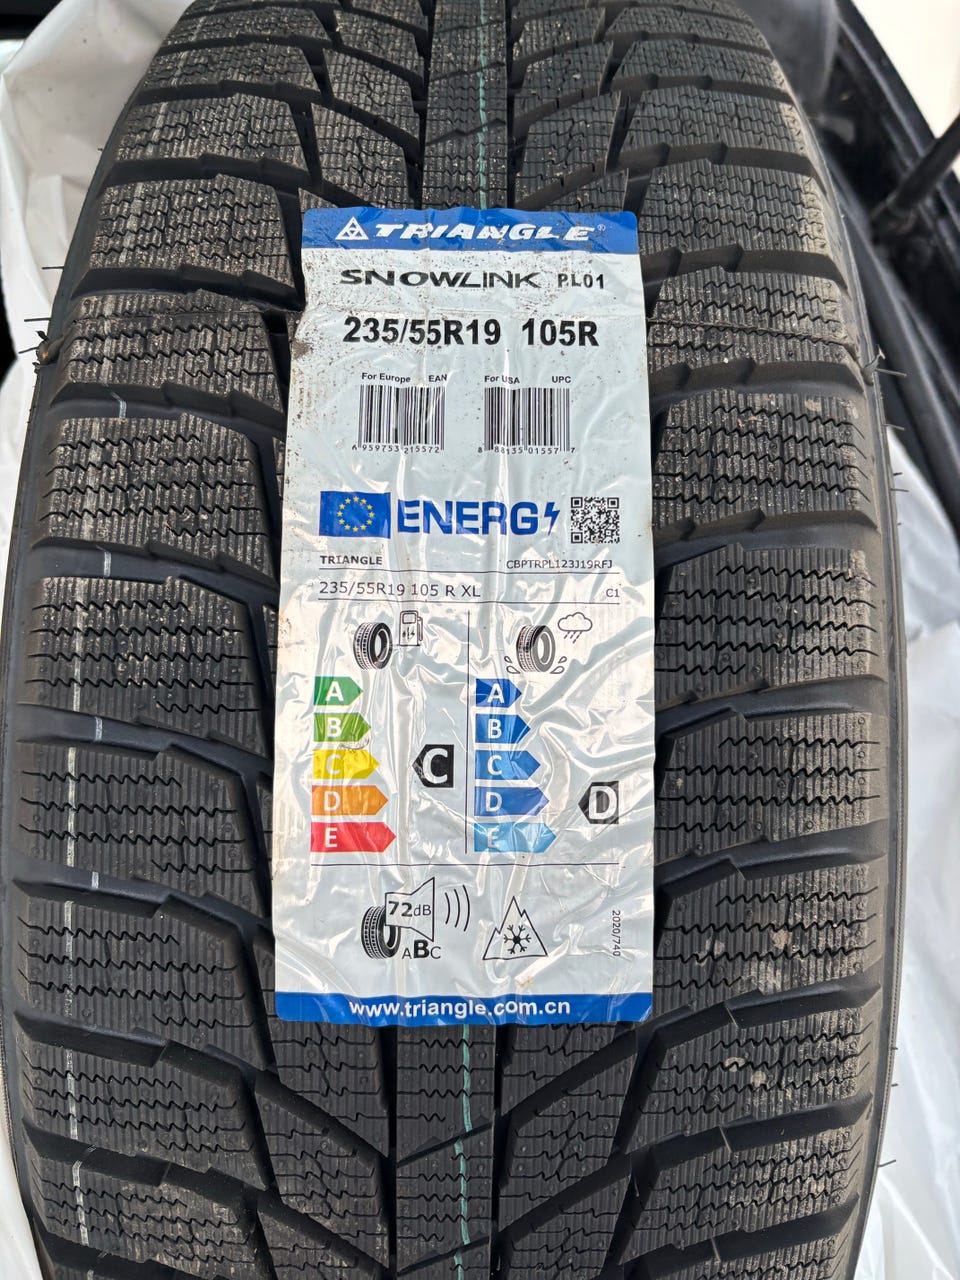 TRIANGLE®
SNOWLINK PL01
235/55R19 105R
For Europe EAN For USA UPC
6 959753 215572 8 88135 01557 7
ENERG
TRIANGLE CBPTRPL123J19RFJ
235/55R19 105 R XL C1
A A
B B
C C C
D D D
E E
72dB
ABC
2020/740
www.triangle.com.cn